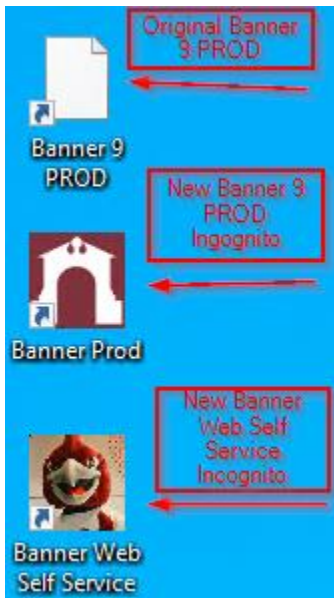 Original Banner
9 PROD
Banner 9
PROD
New Banner 9
PROD
Ingognito
Banner Prod
New Banner
Web Self
Service
Incognito
Banner Web
Self Service